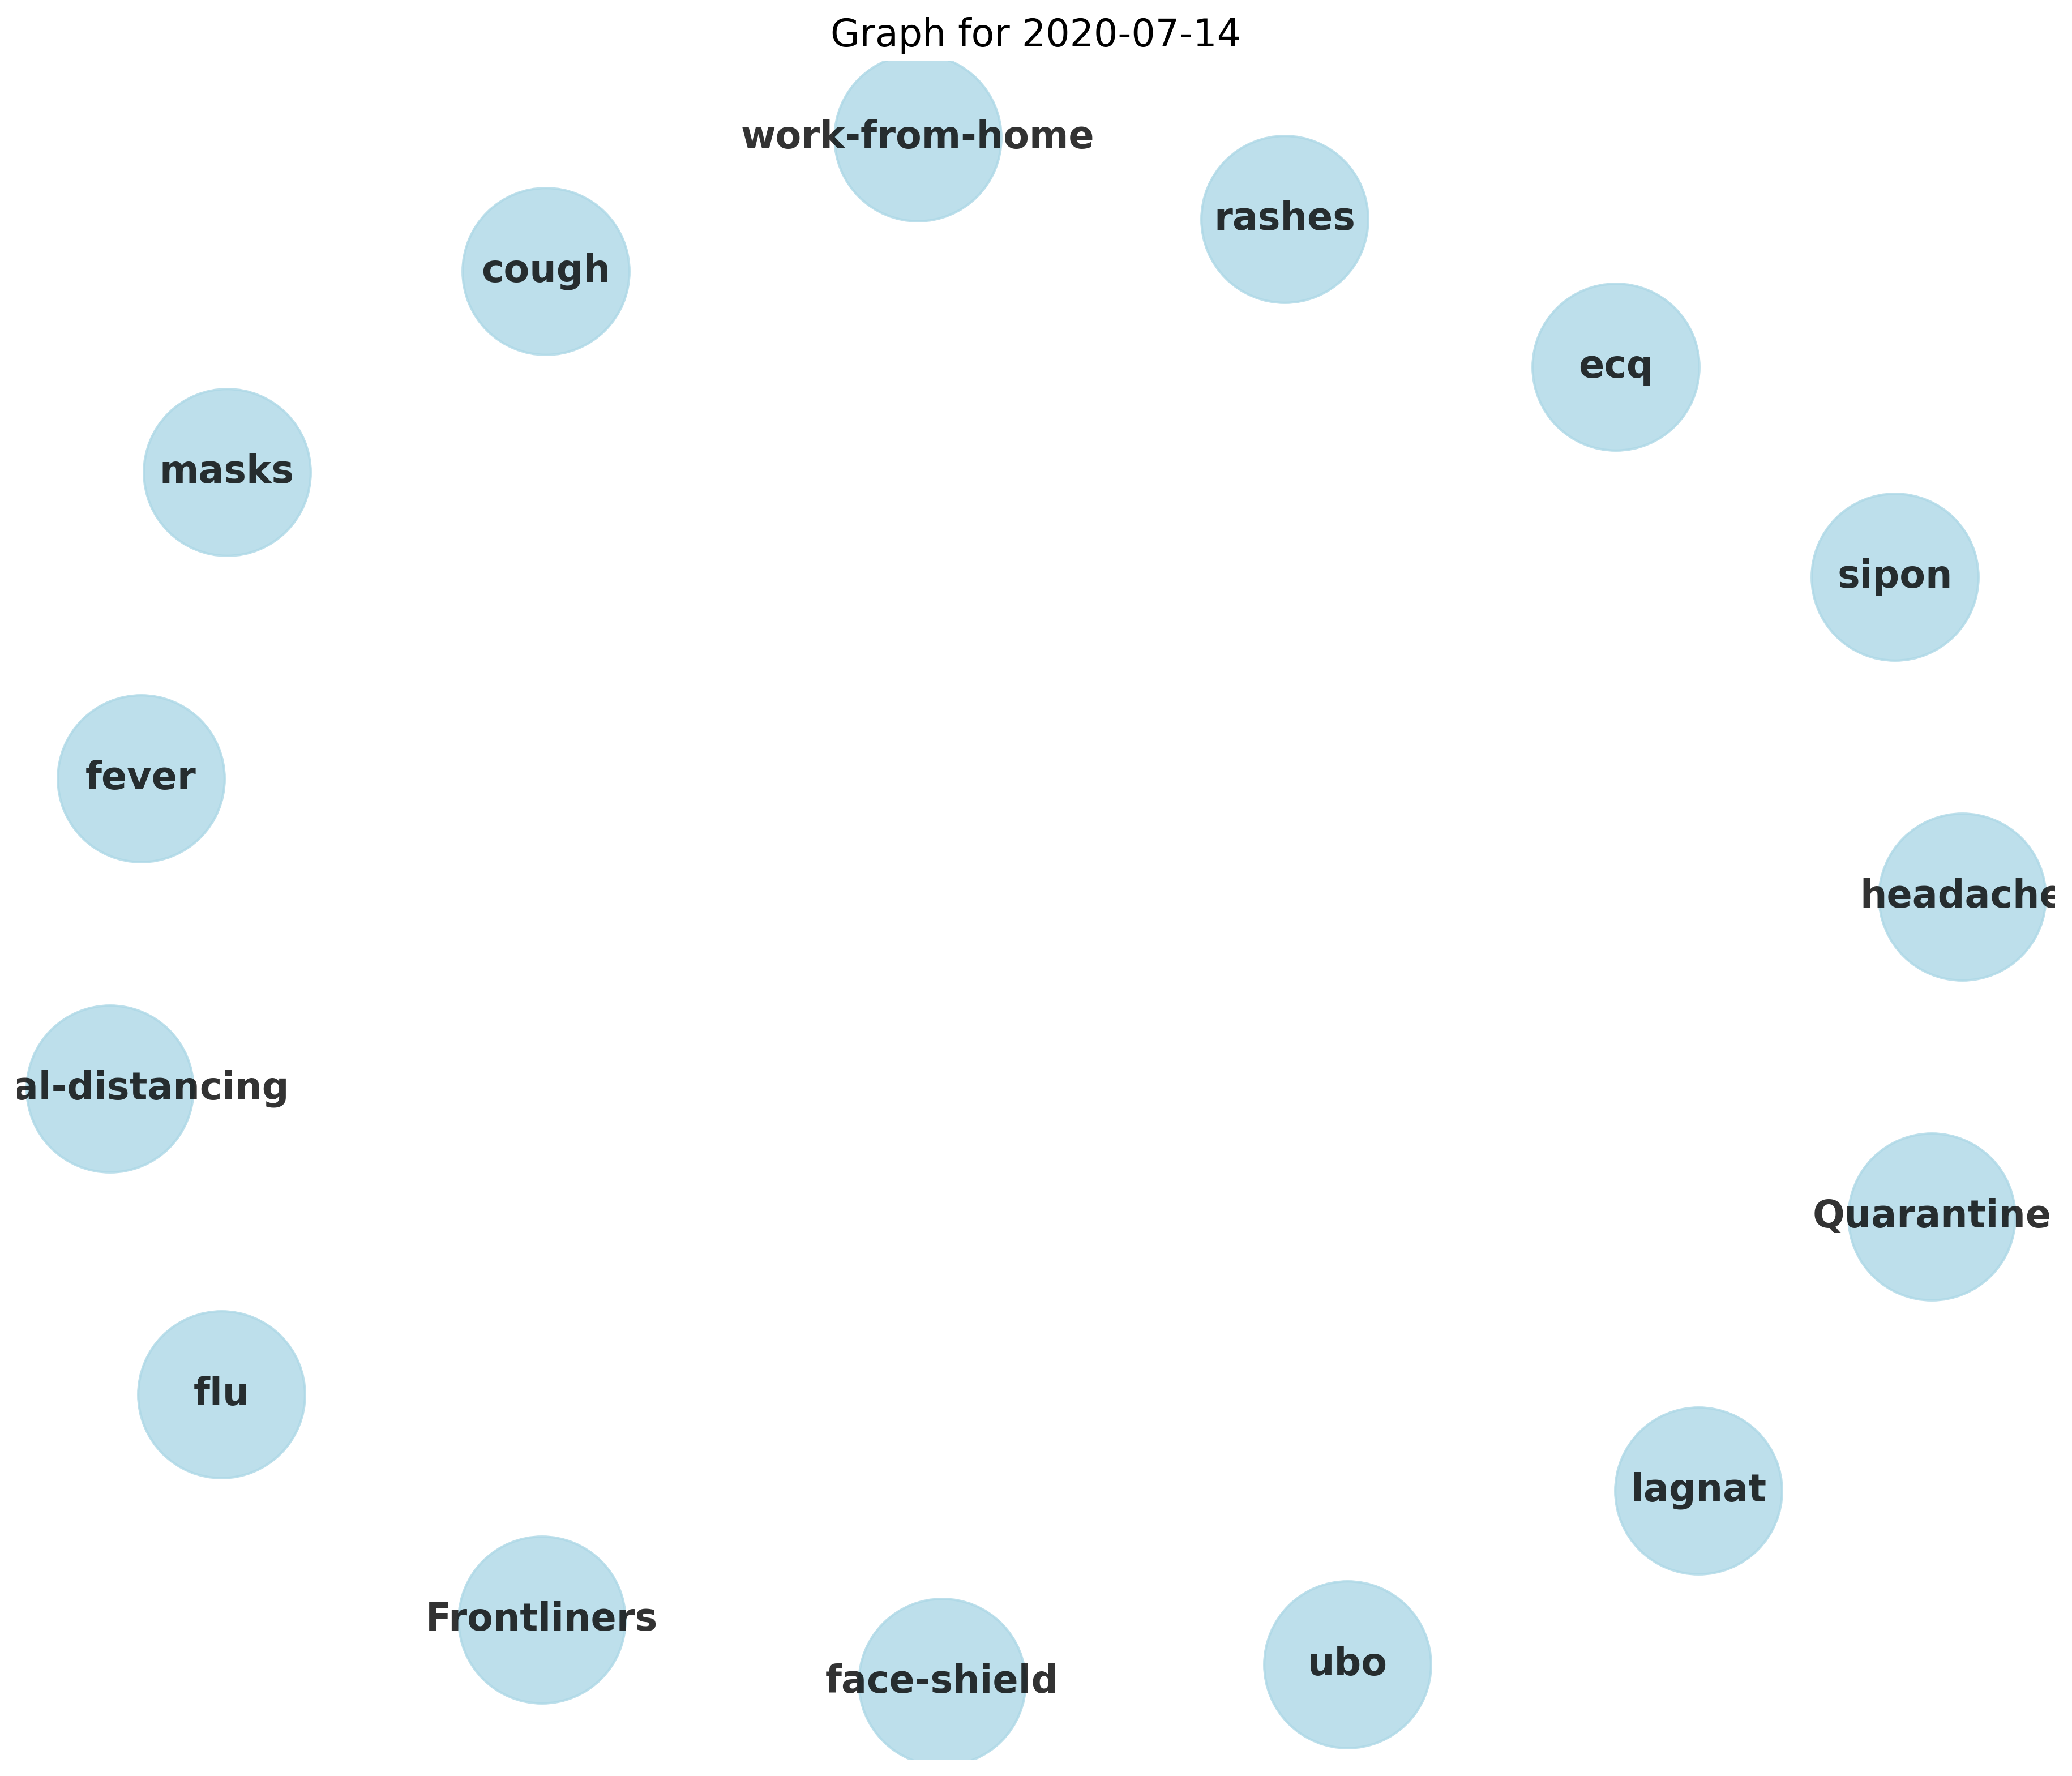 Graph for 2020-07-14
work-from-home
rashes
cough
ecq
masks
sipon
fever
headache
al-distancing
Quarantine
flu
lagnat
Frontliners
ubo
face-shield